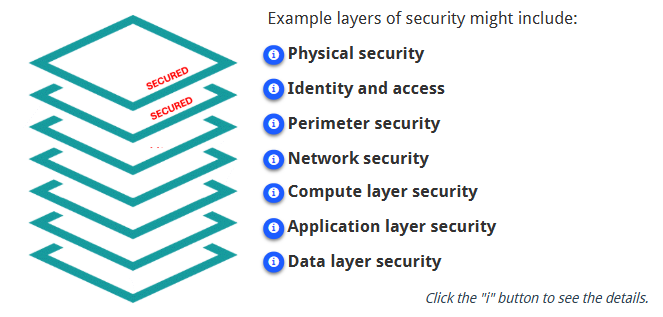 Example layers of security might include:
Physical security
SECURED
Identity and access
SECURED
Perimeter security
Network security
Compute layer security
Application layer security
Data layer security
Click the "i" button to see the details.